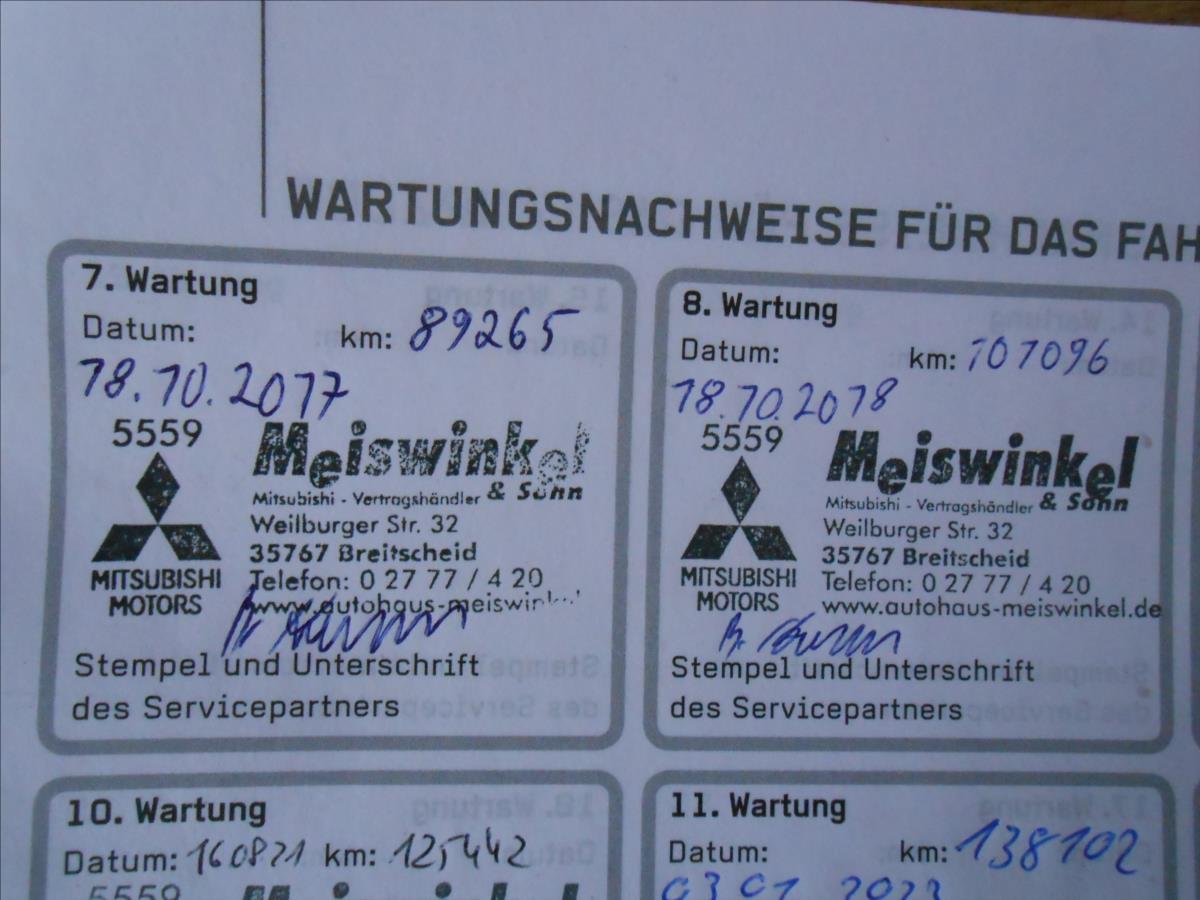 WARTUNGSNACHWEISE FÜR DAS FAH
7. Wartung
Datum: km: 89265
18.10.2017
5559
Meiswinkel
& Sohn
Mitsubishi - Vertragshändler
Weilburger Str. 32
35767 Breitscheid
Telefon: 0 27 77 / 4 20
www.autohaus-meiswinkel
MITSUBISHI
MOTORS
Stempel und Unterschrift
des Servicepartners
8. Wartung
Datum: km: 101096
18.10.2018
5559
Meiswinkel
& Sohn
Mitsubishi - Vertragshändler
Weilburger Str. 32
35767 Breitscheid
Telefon: 0 27 77 / 4 20
www.autohaus-meiswinkel.de
MITSUBISHI
MOTORS
Stempel und Unterschrift
des Servicepartners
10. Wartung
Datum: 16.08.21 km:
5559
11. Wartung
Datum: km: 138102